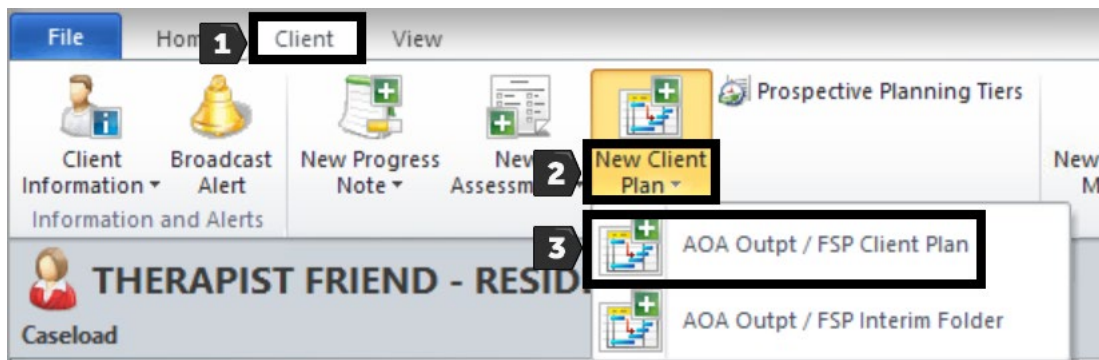 File Hom 1 Client View
Prospective Planning Tiers
Client Broadcast New Progress New 2 New Client New
Information Alert Note Assessm Plan M
Information and Alerts
3 AOA Outpt / FSP Client Plan
THERAPIST FRIEND - RESID
AOA Outpt / FSP Interim Folder
Caseload